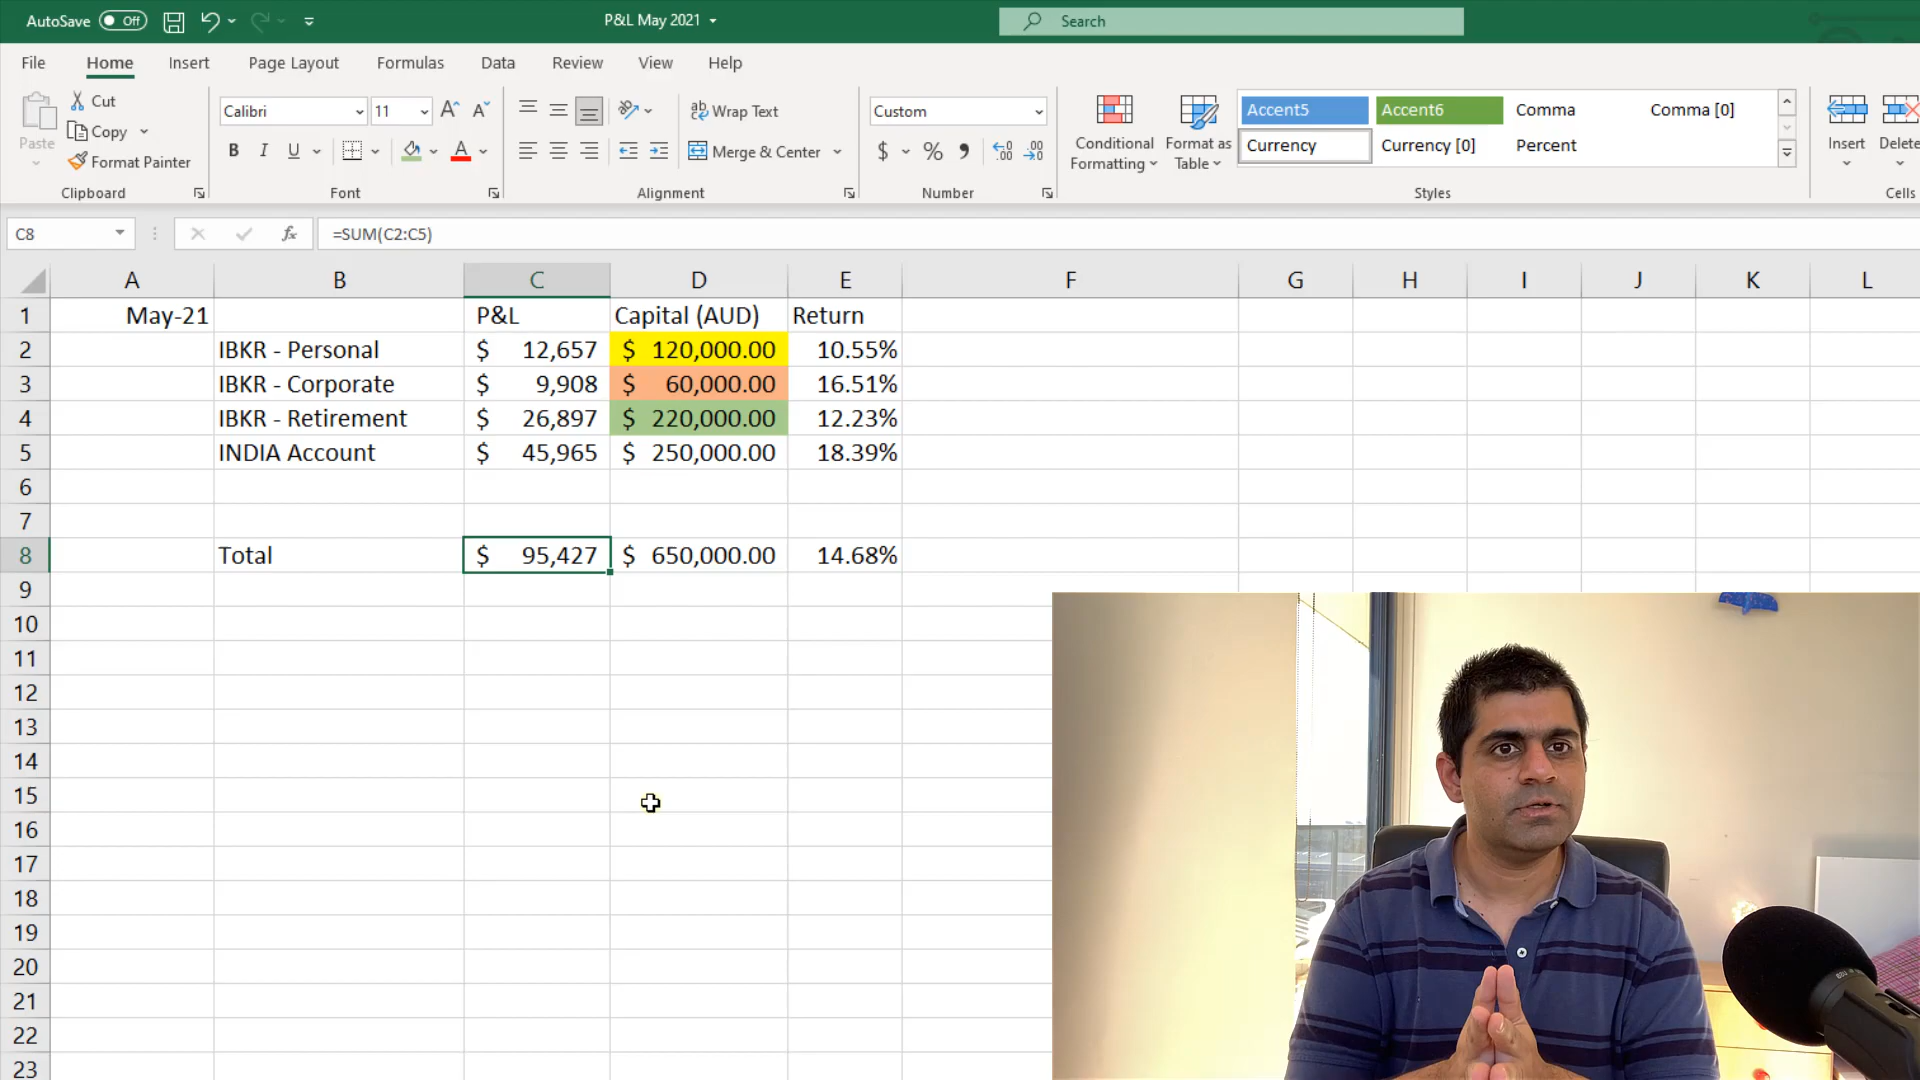 AutoSave Off P&L May 2021 Search
File Home Insert Page Layout Formulas Data Review View Help
Paste Cut Copy Format Painter
Clipboard
Calibri 11
B I U A
Font
Wrap Text
Merge & Center
Alignment
Custom
$ % 9
Number
Conditional Formatting
Format as Table
Accent5 Accent6 Comma Comma [0]
Currency Currency [0] Percent
Styles
Insert Delete
Cells
C8 fx =SUM(C2:C5)
A B C D E F G H I J K L
1 May-21 P&L Capital (AUD) Return
2 IBKR - Personal $ 12,657 $ 120,000.00 10.55%
3 IBKR - Corporate $ 9,908 $ 60,000.00 16.51%
4 IBKR - Retirement $ 26,897 $ 220,000.00 12.23%
5 INDIA Account $ 45,965 $ 250,000.00 18.39%
6
7
8 Total $ 95,427 $ 650,000.00 14.68%
9
10
11
12
13
14
15
16
17
18
19
20
21
22
23